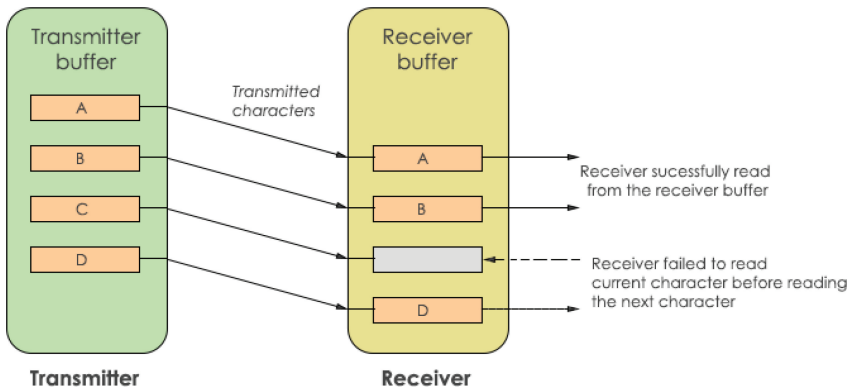 Transmitter
buffer
A
B
C
D
Transmitter
Transmitted
characters
Receiver
buffer
A
B
D
Receiver
Receiver sucessfully read
from the receiver buffer
Receiver failed to read
current character before reading
the next character